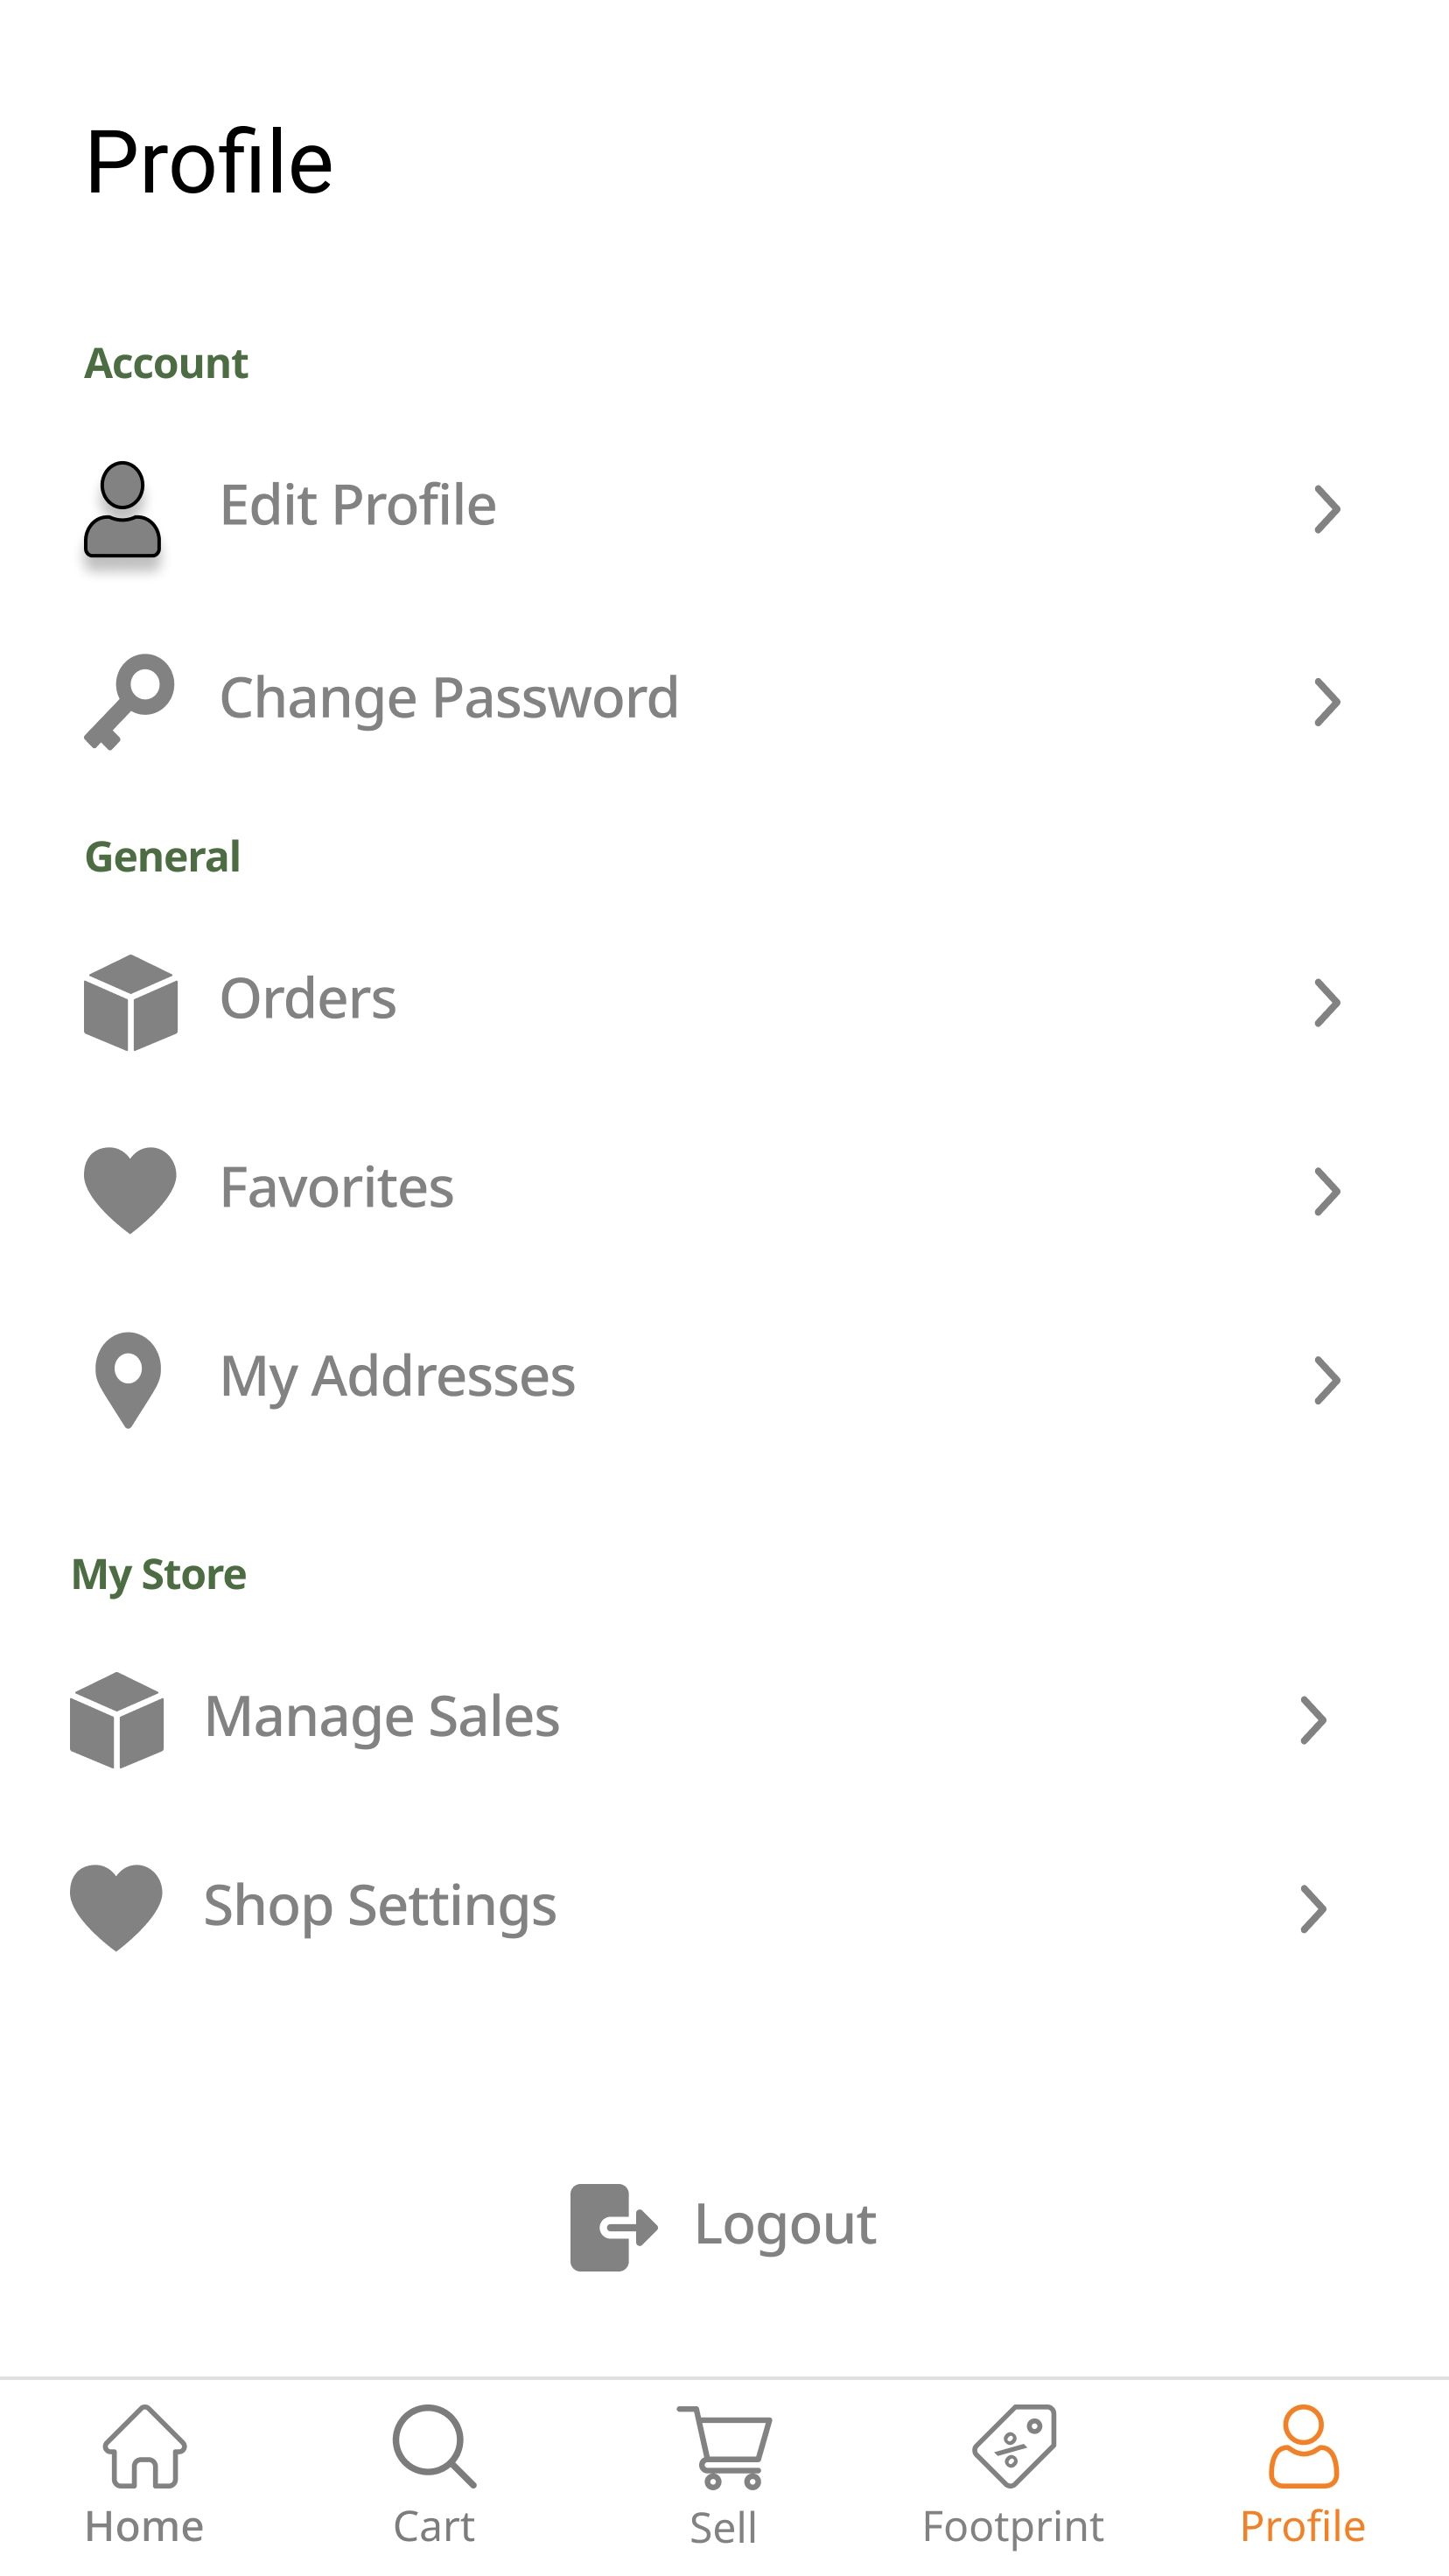 Profile
Account
Edit Profile
Change Password
General
Orders
Favorites
My Addresses
My Store
Manage Sales
Shop Settings
Logout
Home
Cart
Sell
Footprint
Profile